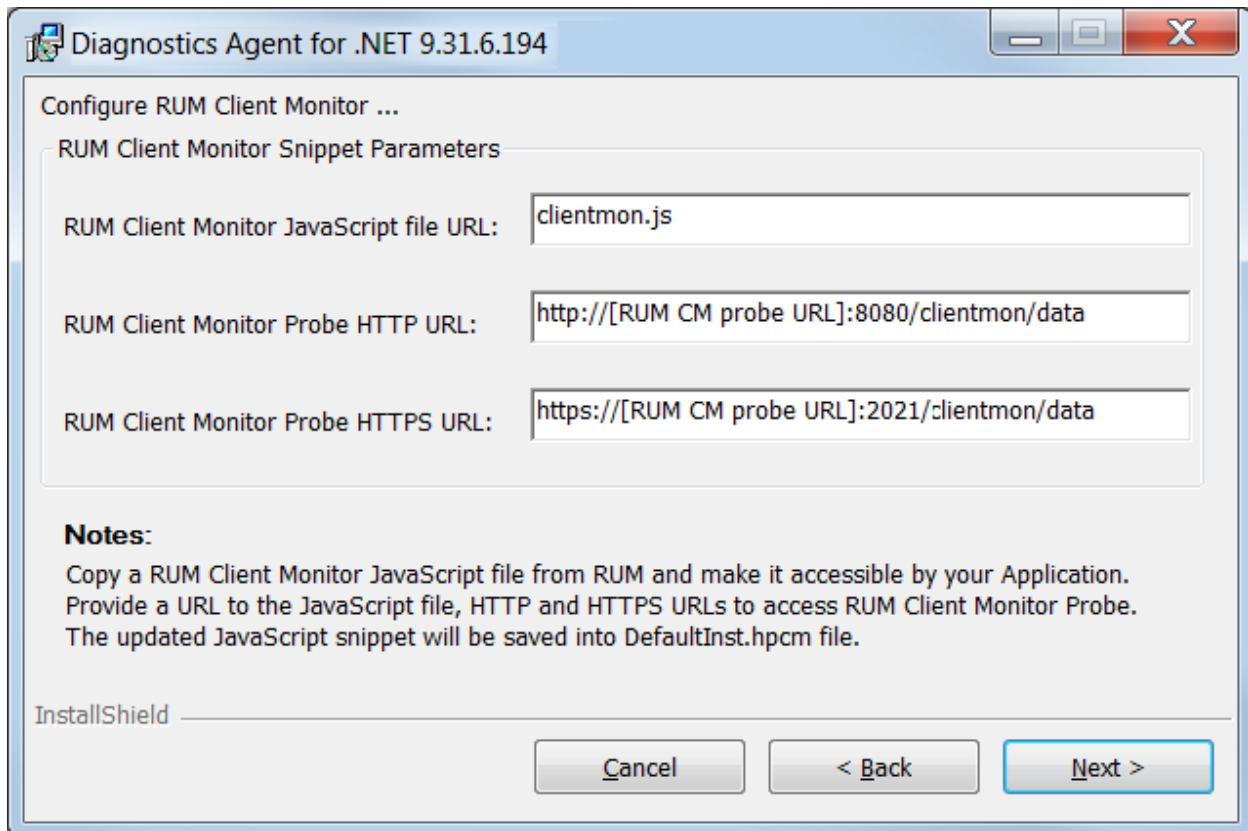 Diagnostics Agent for .NET 9.31.6.194
Configure RUM Client Monitor ...
RUM Client Monitor Snippet Parameters
RUM Client Monitor JavaScript file URL:
clientmon.js
RUM Client Monitor Probe HTTP URL:
http://[RUM CM probe URL]:8080/clientmon/data
RUM Client Monitor Probe HTTPS URL:
https://[RUM CM probe URL]:2021/clientmon/data
Notes:
Copy a RUM Client Monitor JavaScript file from RUM and make it accessible by your Application.
Provide a URL to the JavaScript file, HTTP and HTTPS URLs to access RUM Client Monitor Probe.
The updated JavaScript snippet will be saved into DefaultInst.hpcm file.
InstallShield
Cancel
< Back
Next >